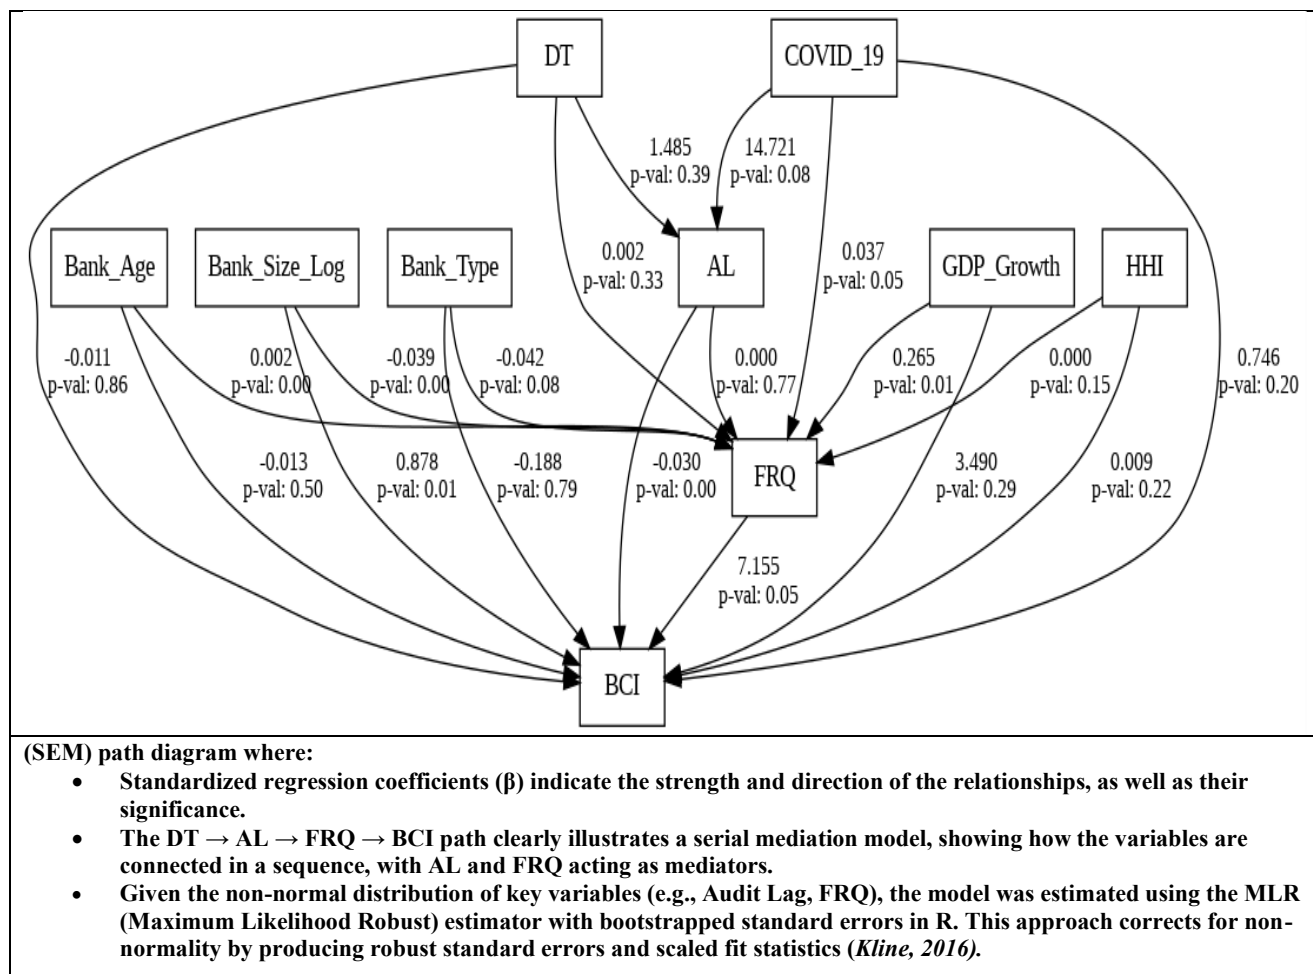 DT
COVID_19
1.485
p-val: 0.39
14.721
p-val: 0.08
Bank_Age
Bank_Size_Log
Bank_Type
0.002
p-val: 0.33
AL
0.037
p-val: 0.05
GDP_Growth
HHI
-0.011
p-val: 0.86
0.002
p-val: 0.00
-0.039
p-val: 0.00
-0.042
p-val: 0.08
0.000
p-val: 0.77
0.265
p-val: 0.01
0.000
p-val: 0.15
0.746
p-val: 0.20
-0.013
p-val: 0.50
0.878
p-val: 0.01
-0.188
p-val: 0.79
-0.030
p-val: 0.00
FRQ
3.490
p-val: 0.29
0.009
p-val: 0.22
7.155
p-val: 0.05
BCI
(SEM) path diagram where:
• Standardized regression coefficients (β) indicate the strength and direction of the relationships, as well as their
significance.
• The DT → AL → FRQ → BCI path clearly illustrates a serial mediation model, showing how the variables are
connected in a sequence, with AL and FRQ acting as mediators.
• Given the non-normal distribution of key variables (e.g., Audit Lag, FRQ), the model was estimated using the MLR
(Maximum Likelihood Robust) estimator with bootstrapped standard errors in R. This approach corrects for non-
normality by producing robust standard errors and scaled fit statistics (Kline, 2016).